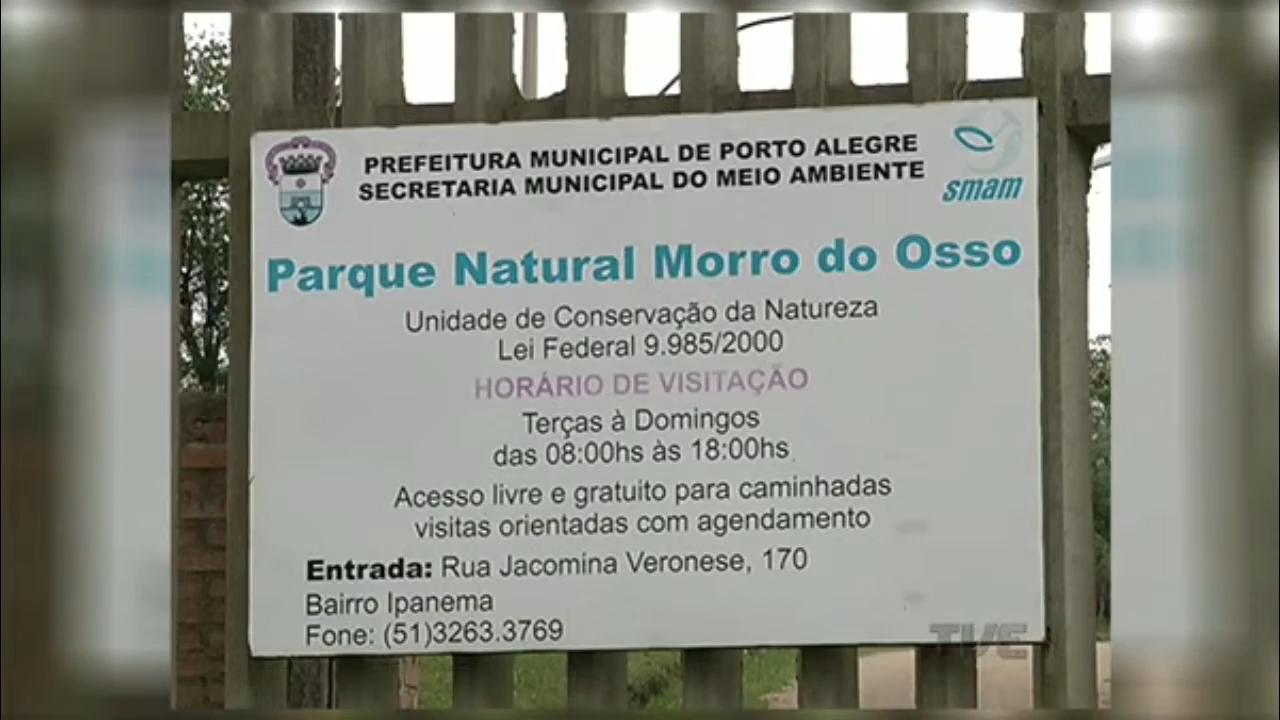 PREFEITURA MUNICIPAL DE PORTO ALEGRE
SECRETARIA MUNICIPAL DO MEIO AMBIENTE
smam
Parque Natural Morro do Osso
Unidade de Conservação da Natureza
Lei Federal 9.985/2000
HORÁRIO DE VISITAÇÃO
Terças à Domingos
das 08:00hs às 18:00hs
Acesso livre e gratuito para caminhadas
visitas orientadas com agendamento
Entrada: Rua Jacomina Veronese, 170
Bairro Ipanema
Fone: (51)3263.3769
TVE